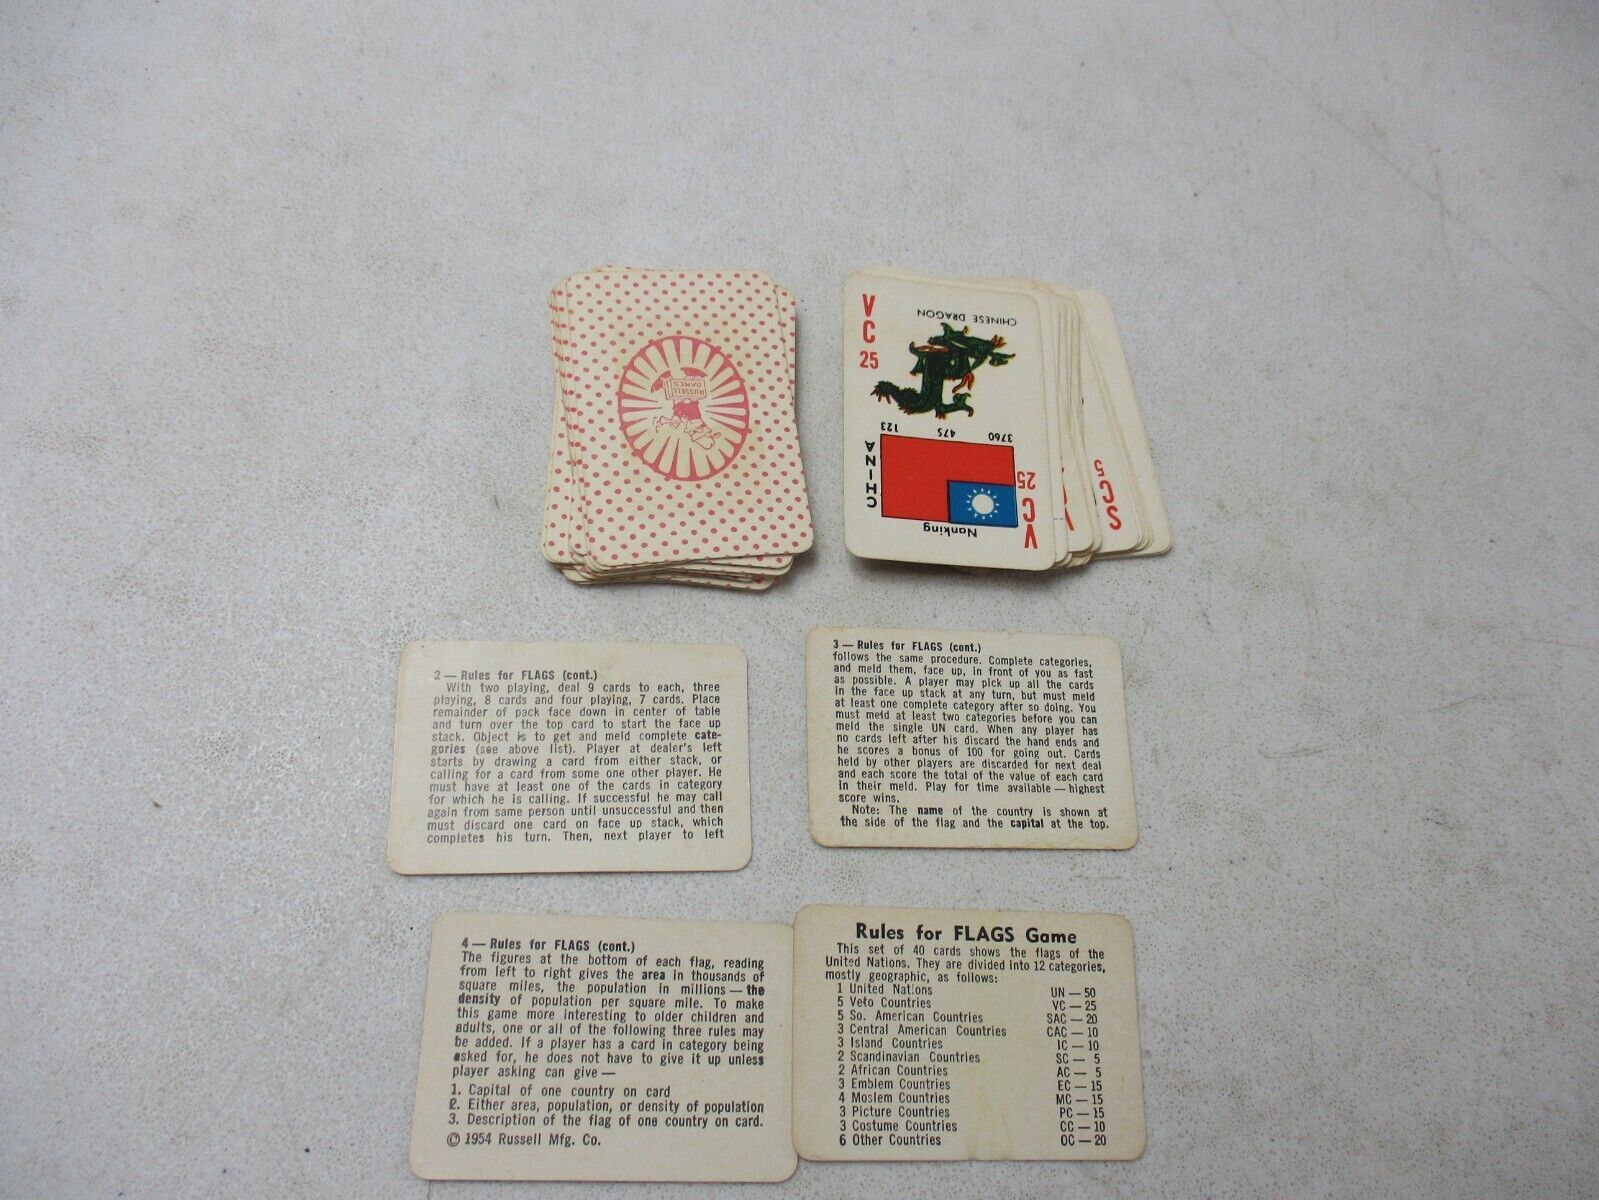 RUSSELL
GAMES
V
C
25
CHINESE DRAGON
123 475 3760
CHINA
Nanking
V
C
25
S
C
5
2 — Rules for FLAGS (cont.)
With two playing, deal 9 cards to each, three
playing, 8 cards and four playing, 7 cards. Place
remainder of pack face down in center of table
and turn over the top card to start the face up
stack. Object is to get and meld complete cate-
gories (see above list). Player at dealer's left
starts by drawing a card from either stack, or
calling for a card from some one other player. He
must have at least one of the cards in category
for which he is calling. If successful he may call
again from same person until unsuccessful and then
must discard one card on face up stack, which
completes his turn. Then, next player to left
3 — Rules for FLAGS (cont.)
follows the same procedure. Complete categories,
and meld them, face up, in front of you as fast
as possible. A player may pick up all the cards
in the face up stack at any turn, but must meld
at least one complete category after so doing. You
must meld at least two categories before you can
meld the single UN card. When any player has
no cards left after his discard the hand ends and
he scores a bonus of 100 for going out. Cards
held by other players are discarded for next deal
and each score the total of the value of each card
in their meld. Play for time available — highest
score wins.
Note: The name of the country is shown at
the side of the flag and the capital at the top.
4 — Rules for FLAGS (cont.)
The figures at the bottom of each flag, reading
from left to right gives the area in thousands of
square miles, the population in millions — the
density of population per square mile. To make
this game more interesting to older children and
adults, one or all of the following three rules may
be added. If a player has a card in category being
asked for, he does not have to give it up unless
player asking can give —
1. Capital of one country on card
2. Either area, population, or density of population
3. Description of the flag of one country on card.
© 1954 Russell Mfg. Co.
Rules for FLAGS Game
This set of 40 cards shows the flags of the
United Nations. They are divided into 12 categories,
mostly geographic, as follows:
1 United Nations UN — 50
5 Veto Countries VC — 25
5 So. American Countries SAC — 20
3 Central American Countries CAC — 10
3 Island Countries IC — 10
2 Scandinavian Countries SC — 5
2 African Countries AC — 5
3 Emblem Countries EC — 15
4 Moslem Countries MC — 15
3 Picture Countries PC — 15
3 Costume Countries CC — 10
6 Other Countries OC — 20